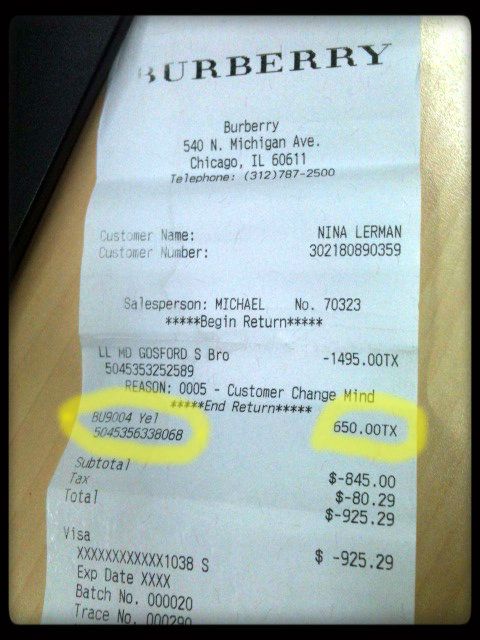 BURBERRY
Burberry
540 N. Michigan Ave.
Chicago, IL 60611
Telephone: (312)787-2500
Customer Name: NINA LERMAN
Customer Number: 302180890359
Salesperson: MICHAEL No. 70323
*****Begin Return*****
LL MD GOSFORD S Bro -1495.00TX
5045353252589
REASON: 0005 - Customer Change Mind
*****End Return*****
BU9004 Yel 650.00TX
5045356338068
Subtotal $-845.00
Tax $-80.29
Total $-925.29
Visa $ -925.29
XXXXXXXXXXXX1038 S
Exp Date XXXX
Batch No. 000020
Trace No. 000290